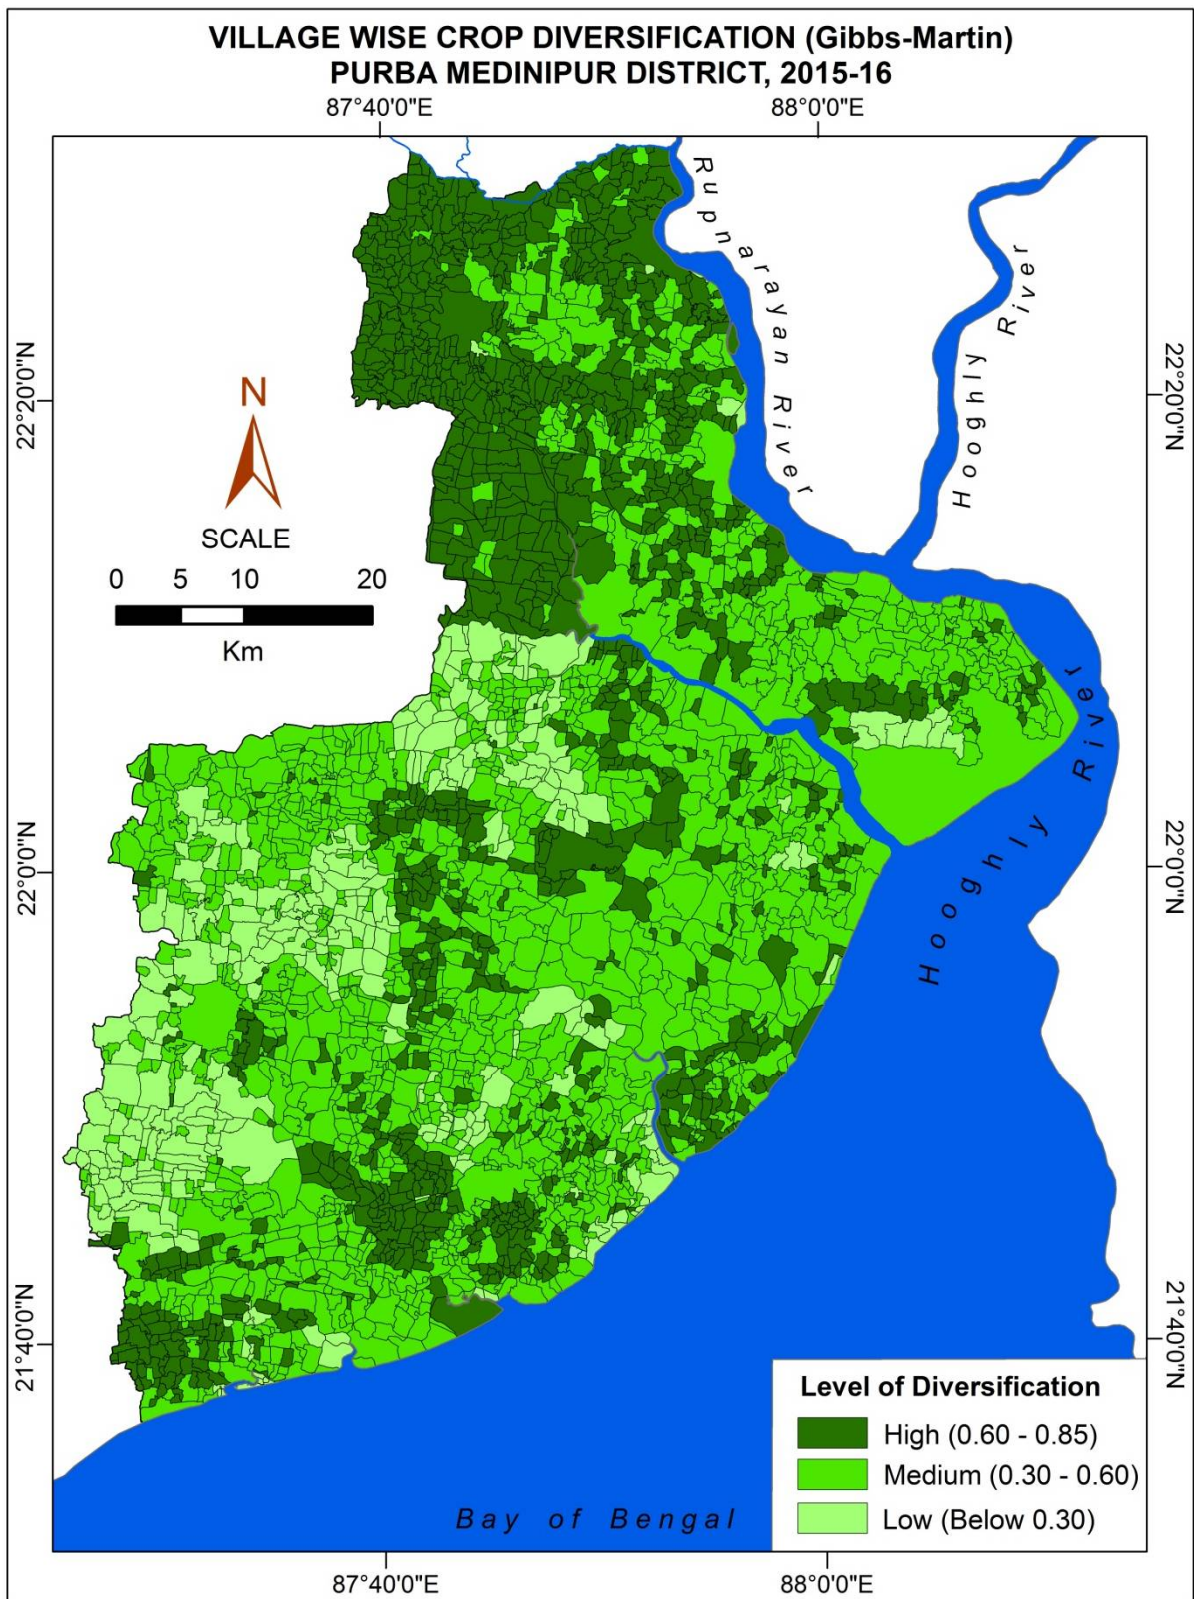 VILLAGE WISE CROP DIVERSIFICATION (Gibbs-Martin)
PURBA MEDINIPUR DISTRICT, 2015-16
87°40'0"E
88°0'0"E
Rupnarayan River
Hooghly River
22°20'0"N
22°20'0"N
N
SCALE
0 5 10 20
Km
Hooghly River
22°0'0"N
22°0'0"N
21°40'0"N
21°40'0"N
Level of Diversification
High (0.60 - 0.85)
Medium (0.30 - 0.60)
Low (Below 0.30)
Bay of Bengal
87°40'0"E
88°0'0"E